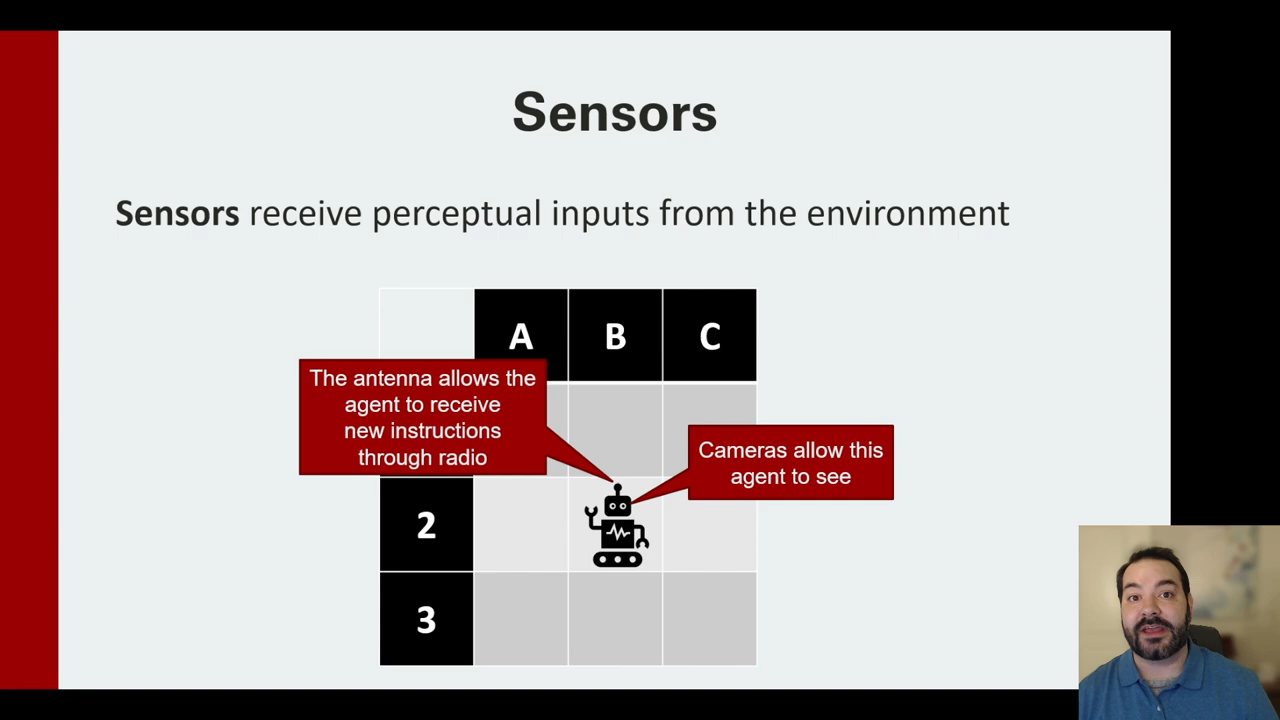 Sensors
Sensors receive perceptual inputs from the environment
A B C
The antenna allows the
agent to receive
new instructions
through radio
Cameras allow this
agent to see
2
3